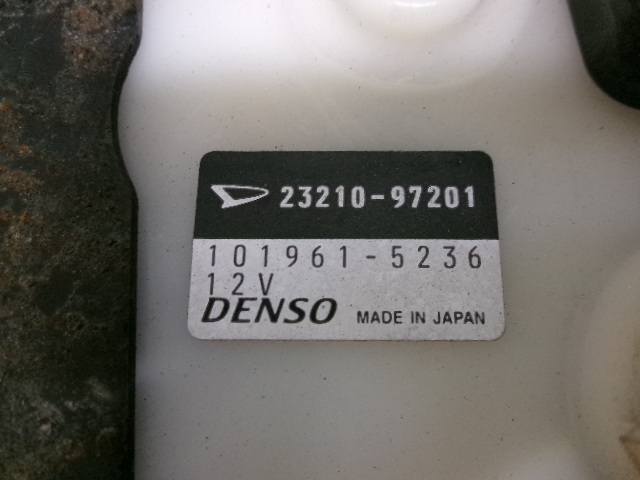 23210-97201
101961-5236
12V
DENSO MADE IN JAPAN